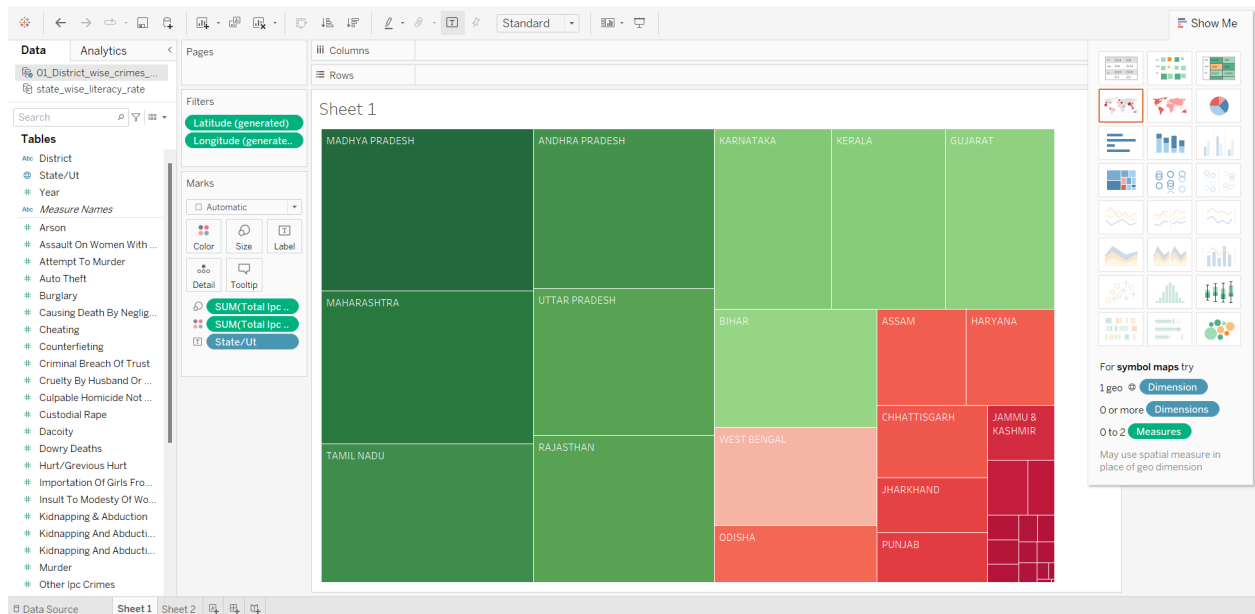 Standard
Show Me
Data
Analytics
01_District_wise_crimes_...
state_wise_literacy_rate
Search
Tables
Abc District
State/Ut
# Year
Abc Measure Names
# Arson
# Assault On Women With ...
# Attempt To Murder
# Auto Theft
# Burglary
# Causing Death By Neglig...
# Cheating
# Counterfieting
# Criminal Breach Of Trust
# Cruelty By Husband Or ...
# Culpable Homicide Not ...
# Custodial Rape
# Dacoity
# Dowry Deaths
# Hurt/Grevious Hurt
# Importation Of Girls Fro...
# Insult To Modesty Of Wo...
# Kidnapping & Abduction
# Kidnapping And Abducti...
# Kidnapping And Abducti...
# Murder
# Other Ipc Crimes
Pages
Filters
Latitude (generated)
Longitude (generate..
Marks
Automatic
Color
Size
Label
Detail
Tooltip
SUM(Total Ipc ..
SUM(Total Ipc ..
State/Ut
Columns
Rows
Sheet 1
MADHYA PRADESH
ANDHRA PRADESH
KARNATAKA
KERALA
GUJARAT
MAHARASHTRA
UTTAR PRADESH
BIHAR
ASSAM
HARYANA
CHHATTISGARH
JAMMU &
KASHMIR
TAMIL NADU
RAJASTHAN
WEST BENGAL
JHARKHAND
ODISHA
PUNJAB
For symbol maps try
1 geo Dimension
0 or more Dimensions
0 to 2 Measures
May use spatial measure in
place of geo dimension
Data Source
Sheet 1
Sheet 2